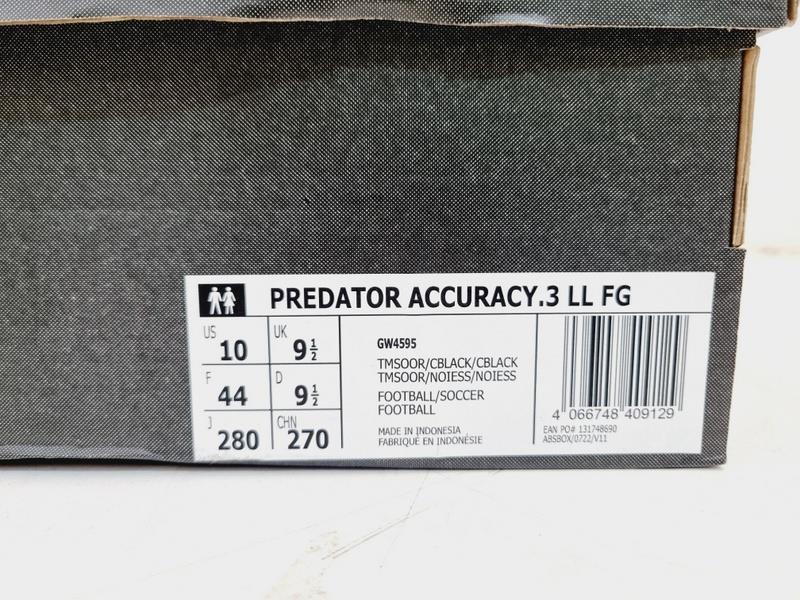 PREDATOR ACCURACY.3 LL FG
US 10 UK 9 1/2
F 44 D 9 1/2
J 280 CHN 270
GW4595
TMSOOR/CBLACK/CBLACK
TMSOOR/NOIESS/NOIESS
FOOTBALL/SOCCER
FOOTBALL
MADE IN INDONESIA
FABRIQUÉ EN INDONÉSIE
4 066748 409129
EAN PO# 131748690
ABSBOX/0722/V11